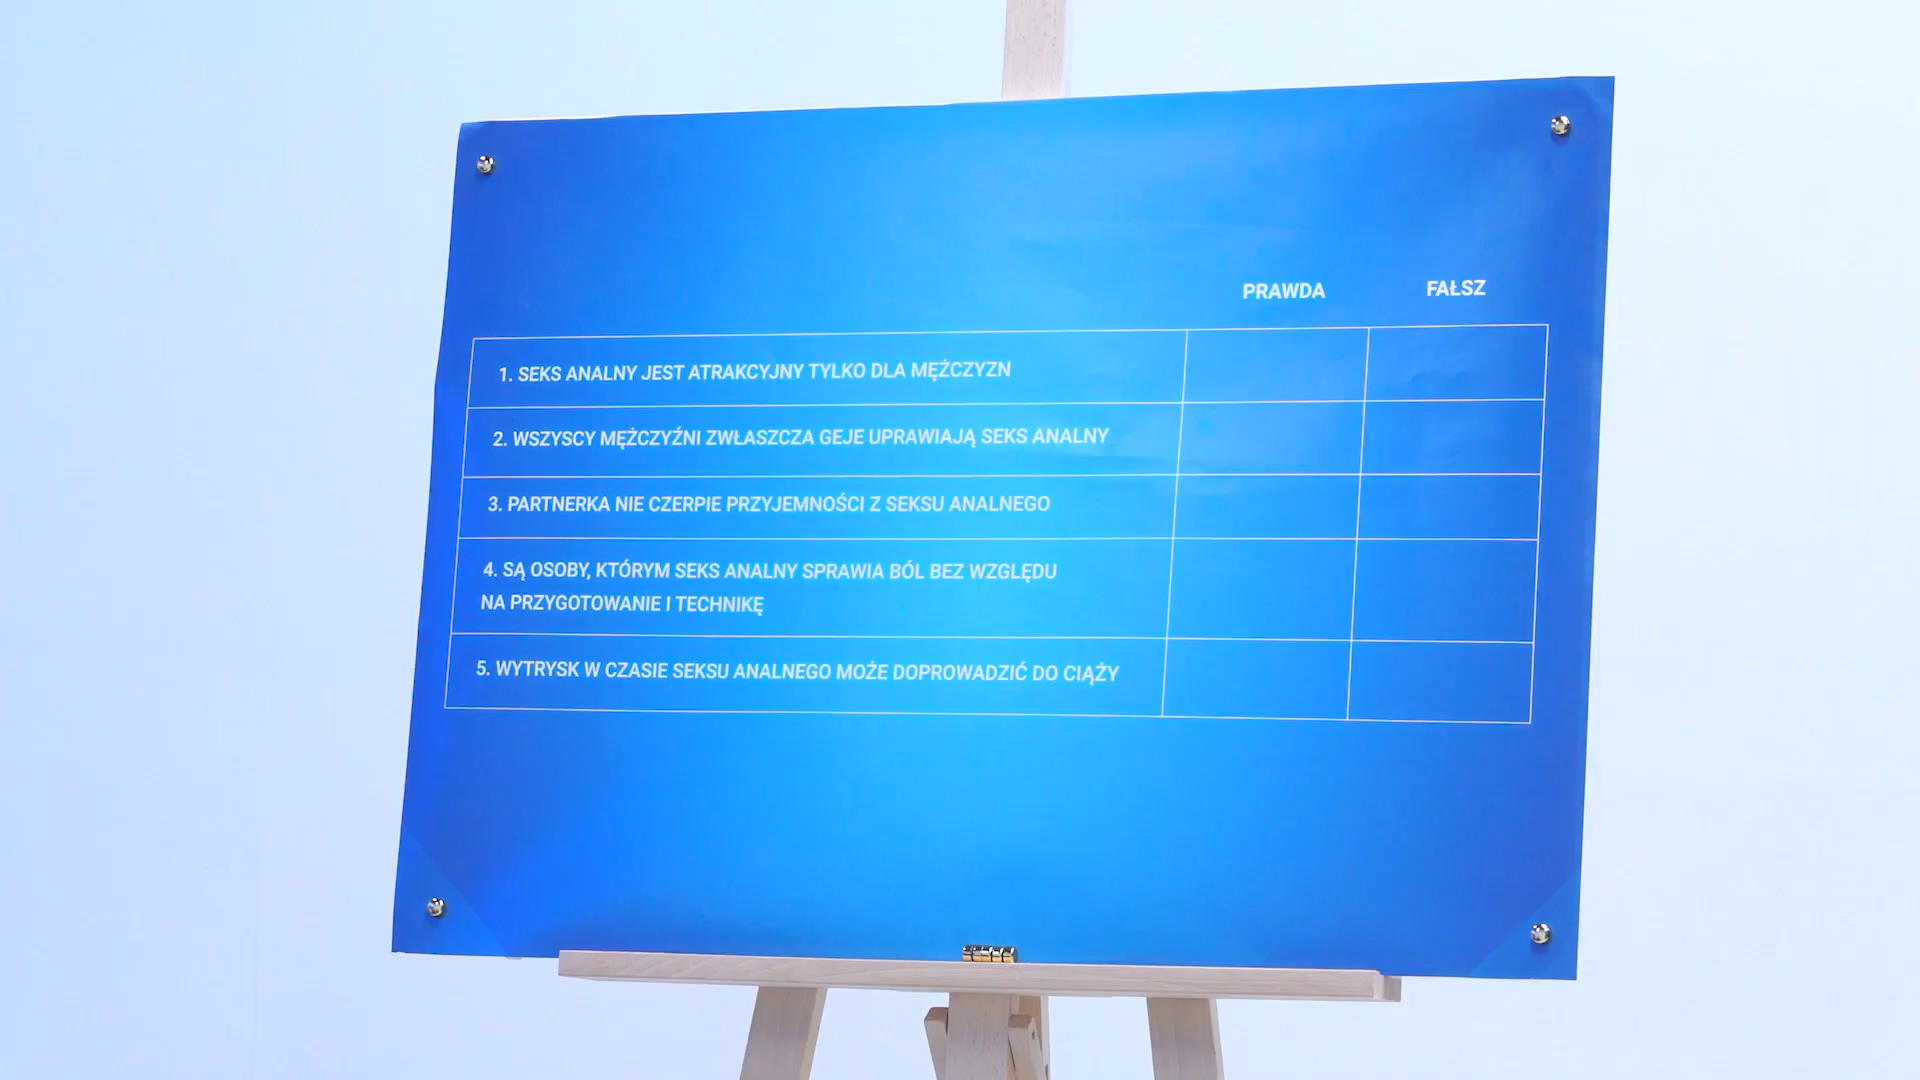 PRAWDA FAŁSZ
1. SEKS ANALNY JEST ATRAKCYJNY TYLKO DLA MĘŻCZYZN
2. WSZYSCY MĘŻCZYŹNI ZWŁASZCZA GEJE UPRAWIAJĄ SEKS ANALNY
3. PARTNERKA NIE CZERPIE PRZYJEMNOŚCI Z SEKSU ANALNEGO
4. SĄ OSOBY, KTÓRYM SEKS ANALNY SPRAWIA BÓL BEZ WZGLĘDU
NA PRZYGOTOWANIE I TECHNIKĘ
5. WYTRYSK W CZASIE SEKSU ANALNEGO MOŻE DOPROWADZIĆ DO CIĄŻY